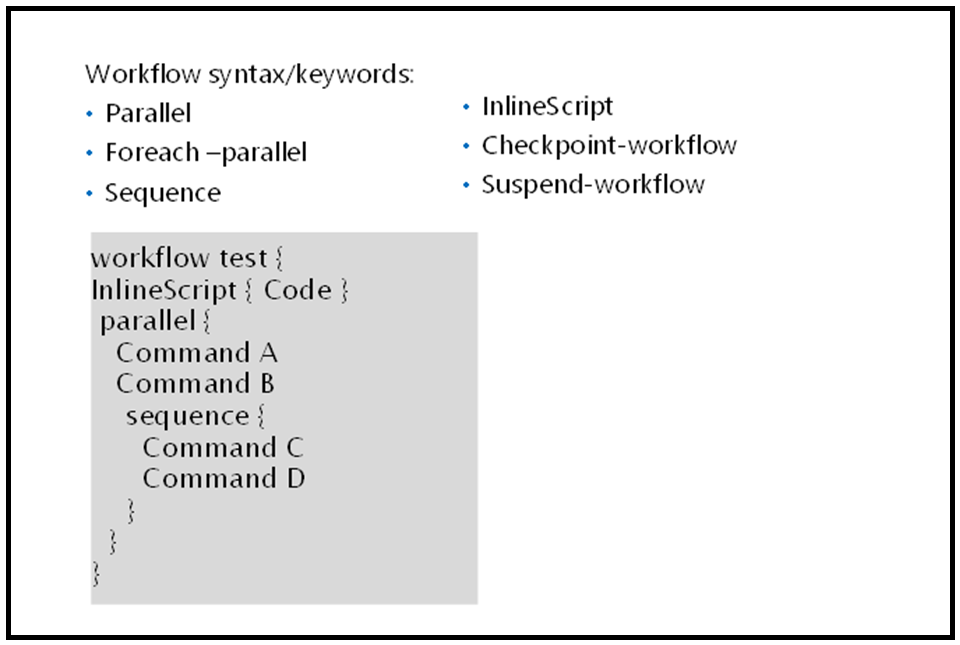 Workflow syntax/keywords:
• Parallel
• Foreach –parallel
• Sequence
• InlineScript
• Checkpoint-workflow
• Suspend-workflow
workflow test {
InlineScript { Code }
parallel {
Command A
Command B
sequence {
Command C
Command D
}
}
}